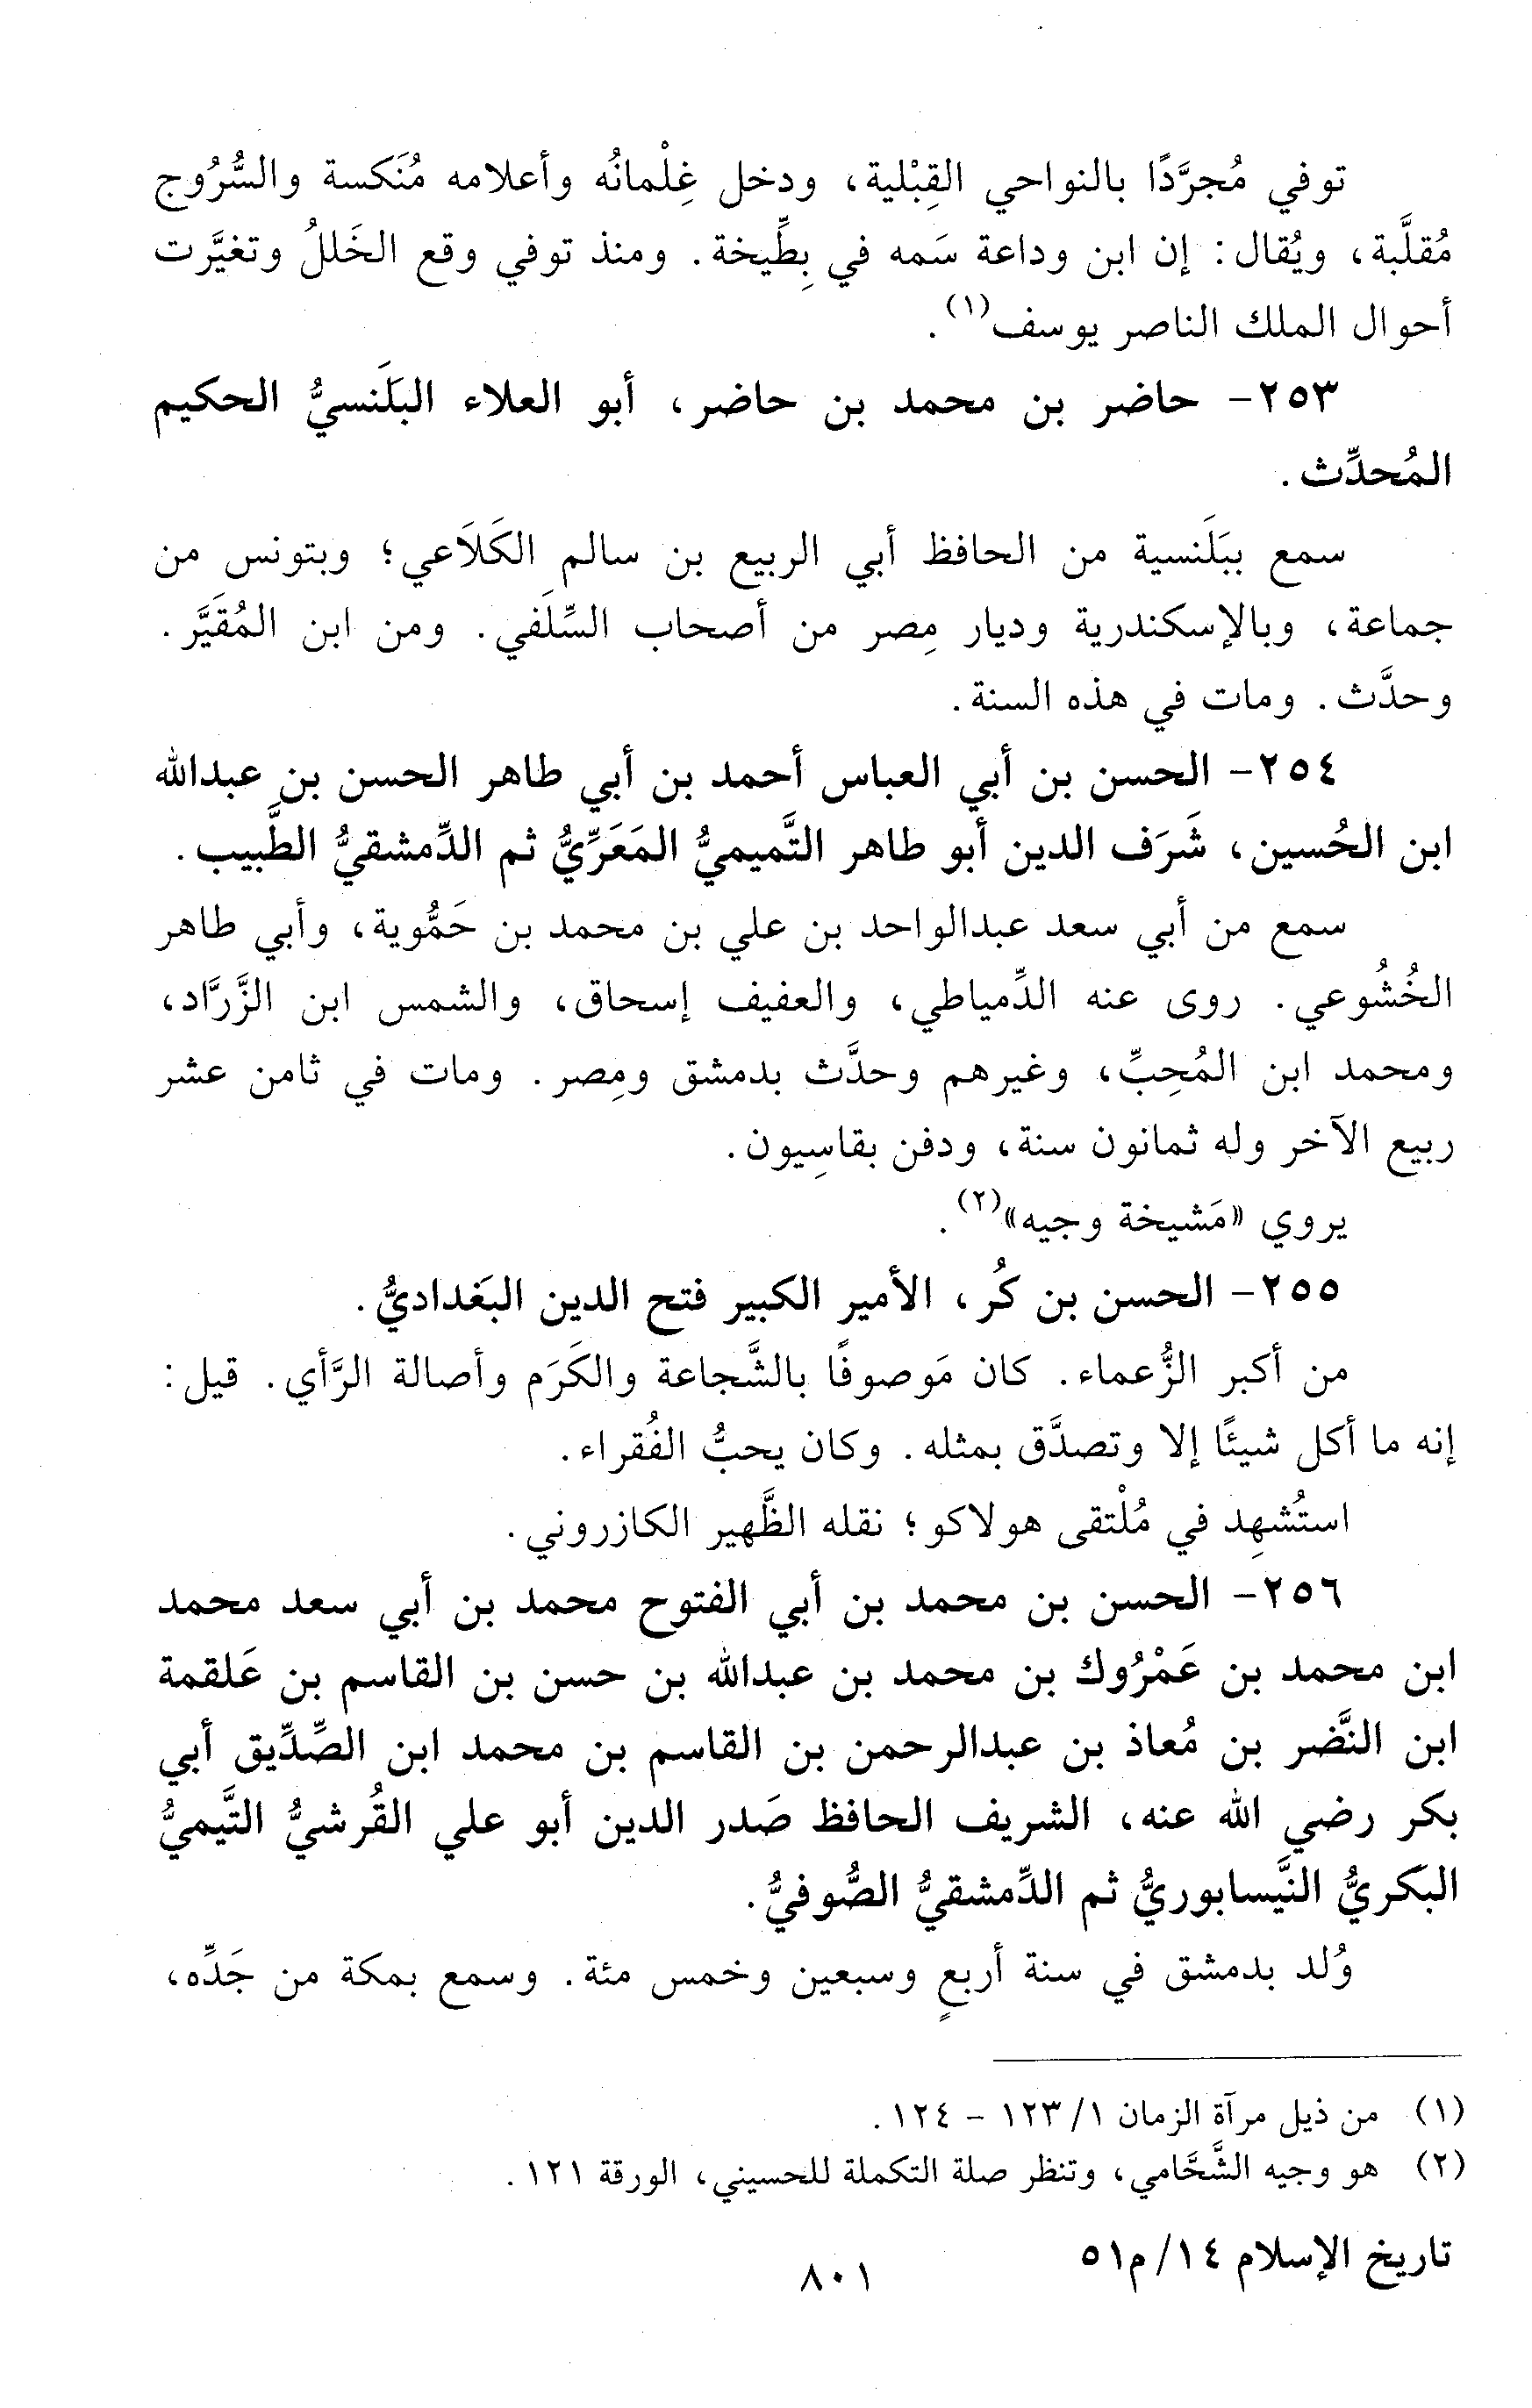 توفي مُجرَّدًا بالنواحي القِبْلية، ودخل غِلْمانُه وأعلامه مُنَكسة والسُّرُوج
مُقلَّبة، ويُقال: إن ابن وداعة سَمه في بِطِّيخة. ومنذ توفي وقع الخَللُ وتغيَّرت
أحوال الملك الناصر يوسف(١).
٢٥٣- حاضر بن محمد بن حاضر، أبو العلاء البلَنسيُّ الحكيم
المُحدِّث.
سمع ببَلَنسية من الحافظ أبي الربيع بن سالم الكَلاَعي؛ وبتونس من
جماعة، وبالإسكندرية وديار مِصر من أصحاب السِّلَفي. ومن ابن المُقَيَّر.
وحدَّث. ومات في هذه السنة.
٢٥٤- الحسن بن أبي العباس أحمد بن أبي طاهر الحسن بن عبدالله
ابن الحُسين، شَرَف الدين أبو طاهر التَّميميُّ المَعَرِّيُّ ثم الدِّمشقيُّ الطَّبيب.
سمع من أبي سعد عبدالواحد بن علي بن محمد بن حَمُّوية، وأبي طاهر
الخُشُوعي. روى عنه الدِّمياطي، والعفيف إسحاق، والشمس ابن الزَّرَّاد،
ومحمد ابن المُحِبِّ، وغيرهم وحدَّث بدمشق ومِصر. ومات في ثامن عشر
ربيع الآخر وله ثمانون سنة، ودفن بقاسِيون.
يروي «مَشيخة وجيه»(٢).
٢٥٥- الحسن بن كُر، الأمير الكبير فتح الدين البَغداديُّ.
من أكبر الزُّعماء. كان مَوصوفًا بالشَّجاعة والكَرَم وأصالة الرَّأي. قيل:
إنه ما أكل شيئًا إلا وتصدَّق بمثله. وكان يحبُّ الفُقراء.
استُشهِد في مُلْتقى هولاكو؛ نقله الظَّهير الكازروني.
٢٥٦- الحسن بن محمد بن أبي الفتوح محمد بن أبي سعد محمد
ابن محمد بن عَمْرُوك بن محمد بن عبدالله بن حسن بن القاسم بن عَلقمة
ابن النَّضر بن مُعاذ بن عبدالرحمن بن القاسم بن محمد ابن الصِّدِّيق أبي
بكر رضي الله عنه، الشريف الحافظ صَدر الدين أبو علي القُرشيُّ التَّيميُّ
البكريُّ النَّيسابوريُّ ثم الدِّمشقيُّ الصُّوفيُّ.
وُلد بدمشق في سنة أربعٍ وسبعين وخمس مئة. وسمع بمكة من جَدِّه،
(١) من ذيل مرآة الزمان ١/ ١٢٣ - ١٢٤.
(٢) هو وجيه الشَّحَّامي، وتنظر صلة التكملة للحسيني، الورقة ١٢١.
تاريخ الإسلام ١٤/ م٥١
٨٠١